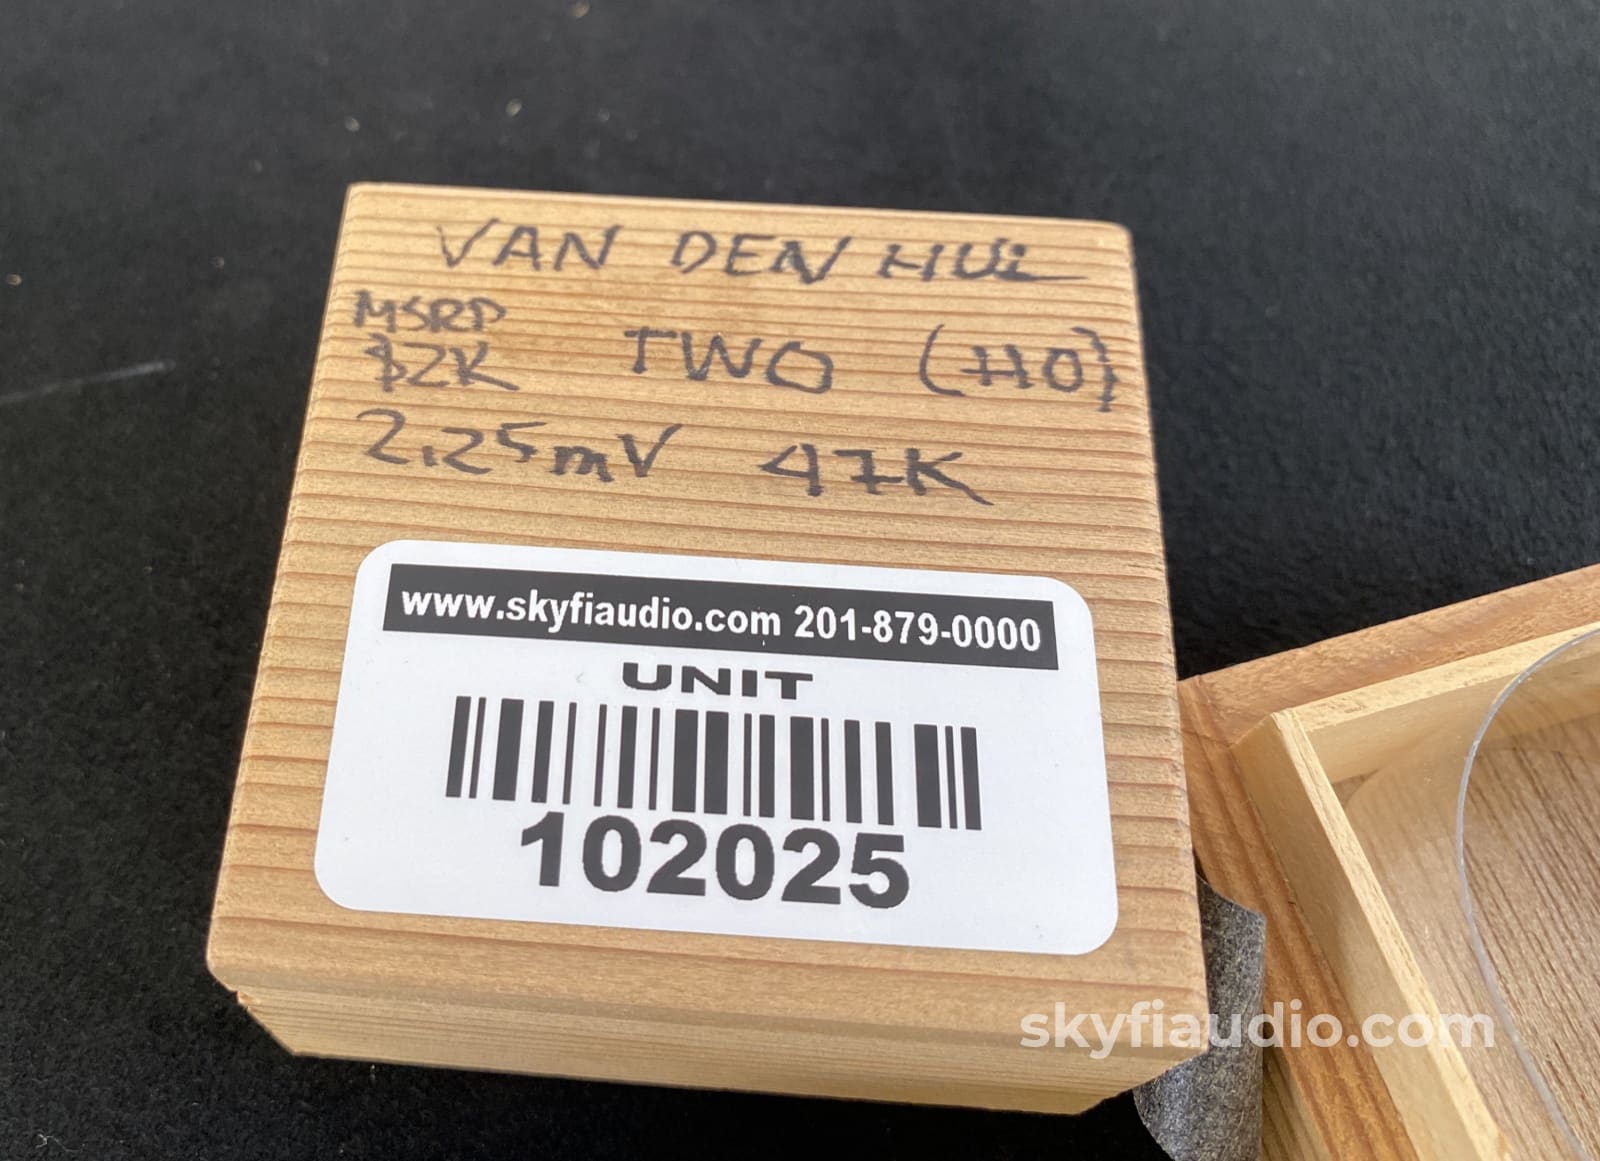 VAN DEN HUL
MSRP
$2K
TWO (HO)
2.25mV 47K
www.skyfiaudio.com 201-879-0000
UNIT
102025
skyfiaudio.com